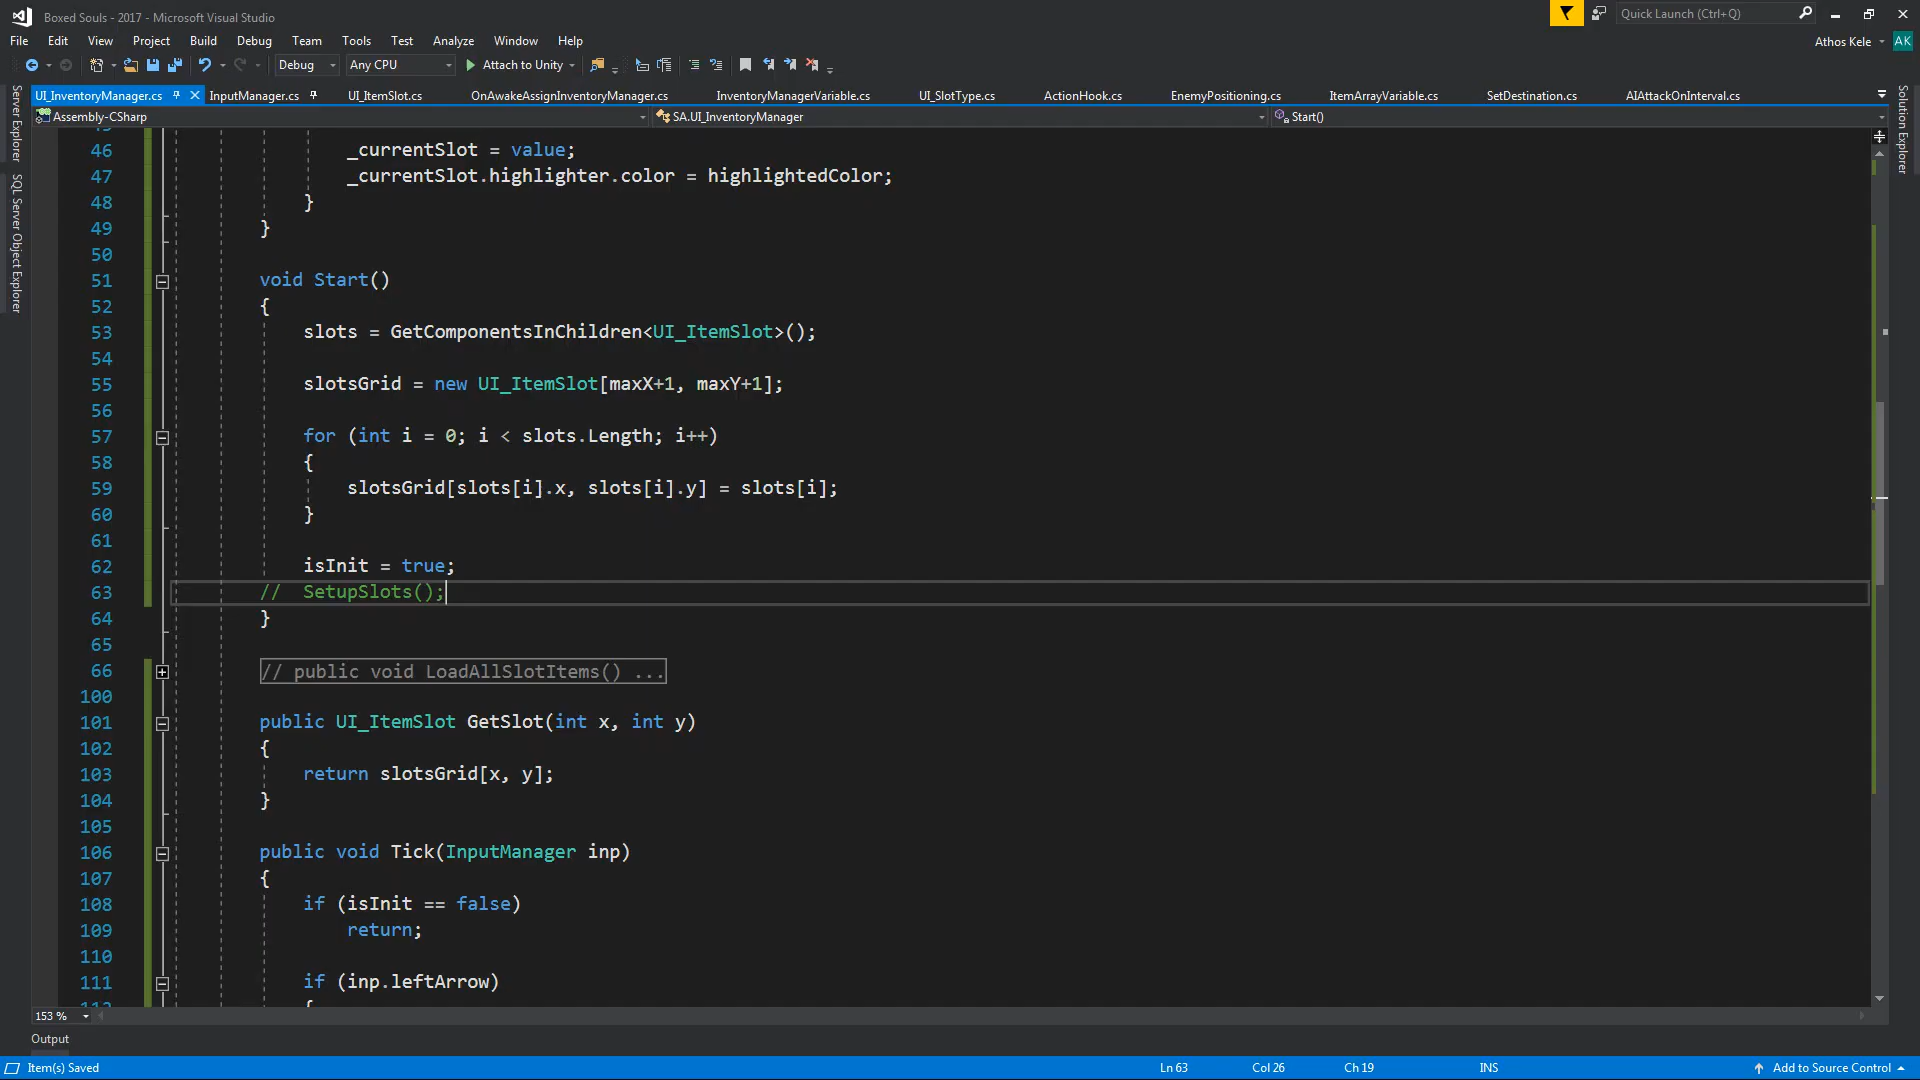 Boxed Souls - 2017 - Microsoft Visual Studio
Quick Launch (Ctrl+Q)
File Edit View Project Build Debug Team Tools Test Analyze Window Help
Athos Kele AK
Debug Any CPU Attach to Unity
UI_InventoryManager.cs InputManager.cs UI_ItemSlot.cs OnAwakeAssignInventoryManager.cs InventoryManagerVariable.cs UI_SlotType.cs ActionHook.cs EnemyPositioning.cs ItemArrayVariable.cs SetDestination.cs AIAttackOnInterval.cs
Assembly-CSharp SA.UI_InventoryManager Start()
Server Explorer
SQL Server Object Explorer
Solution Explorer
46 _currentSlot = value;
47 _currentSlot.highlighter.color = highlightedColor;
48 }
49 }
50
51 void Start()
52 {
53 slots = GetComponentsInChildren<UI_ItemSlot>();
54
55 slotsGrid = new UI_ItemSlot[maxX+1, maxY+1];
56
57 for (int i = 0; i < slots.Length; i++)
58 {
59 slotsGrid[slots[i].x, slots[i].y] = slots[i];
60 }
61
62 isInit = true;
63 // SetupSlots();
64 }
65
66 // public void LoadAllSlotItems() ...
100
101 public UI_ItemSlot GetSlot(int x, int y)
102 {
103 return slotsGrid[x, y];
104 }
105
106 public void Tick(InputManager inp)
107 {
108 if (isInit == false)
109 return;
110
111 if (inp.leftArrow)
153 %
Output
Item(s) Saved Ln 63 Col 26 Ch 19 INS Add to Source Control